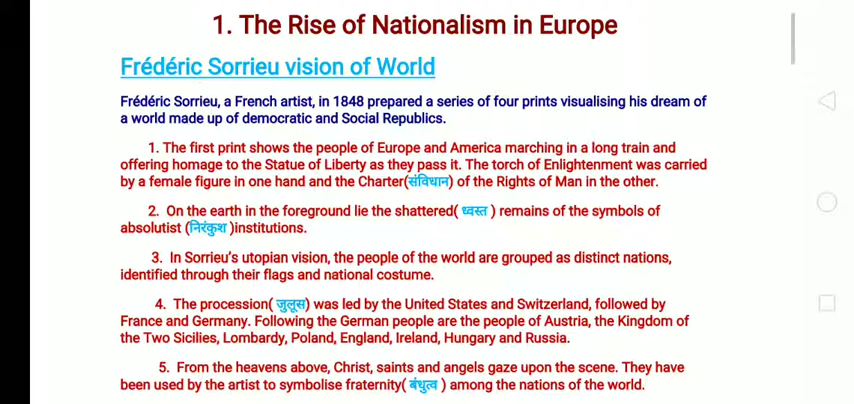 1. The Rise of Nationalism in Europe
Frédéric Sorrieu vision of World
Frédéric Sorrieu, a French artist, in 1848 prepared a series of four prints visualising his dream of
a world made up of democratic and Social Republics.
1. The first print shows the people of Europe and America marching in a long train and
offering homage to the Statue of Liberty as they pass it. The torch of Enlightenment was carried
by a female figure in one hand and the Charter(संविधान) of the Rights of Man in the other.
2. On the earth in the foreground lie the shattered( ध्वस्त ) remains of the symbols of
absolutist (निरंकुश )institutions.
3. In Sorrieu's utopian vision, the people of the world are grouped as distinct nations,
identified through their flags and national costume.
4. The procession( जुलूस ) was led by the United States and Switzerland, followed by
France and Germany. Following the German people are the people of Austria, the Kingdom of
the Two Sicilies, Lombardy, Poland, England, Ireland, Hungary and Russia.
5. From the heavens above, Christ, saints and angels gaze upon the scene. They have
been used by the artist to symbolise fraternity( बंधुत्व ) among the nations of the world.